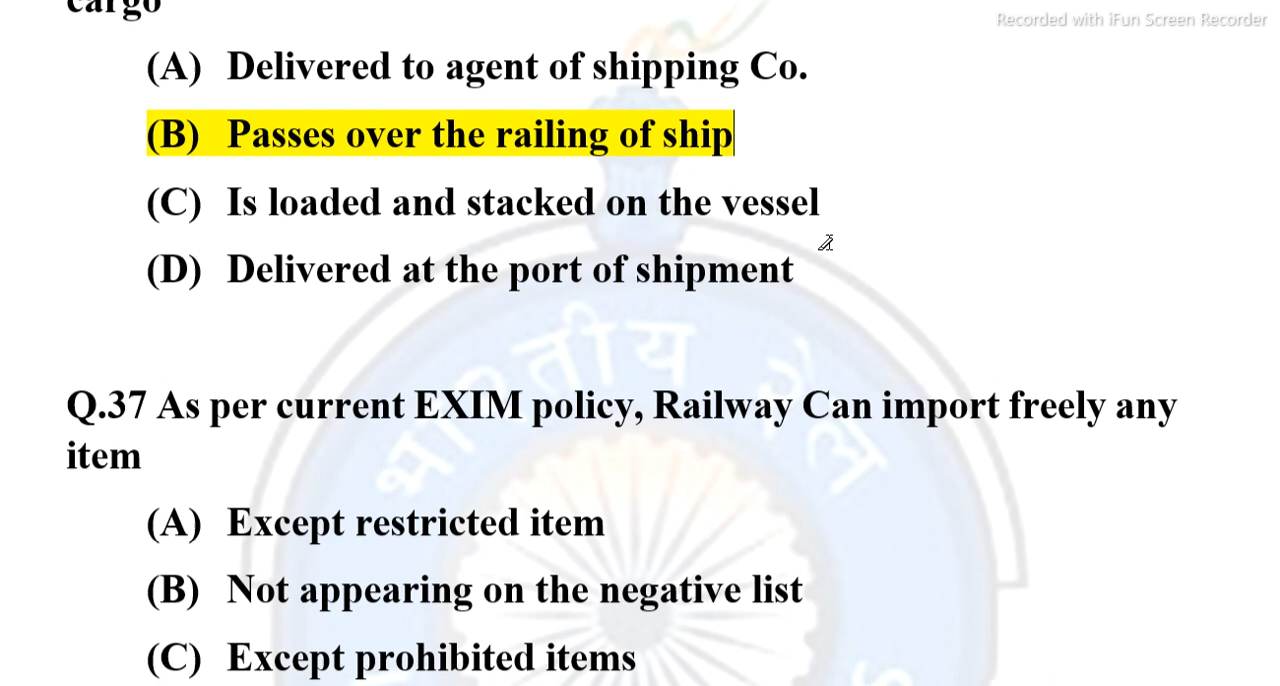 cargo
Recorded with iFun Screen Recorder
(A) Delivered to agent of shipping Co.
(B) Passes over the railing of ship
(C) Is loaded and stacked on the vessel
(D) Delivered at the port of shipment
भारतीय रेल
Q.37 As per current EXIM policy, Railway Can import freely any
item
(A) Except restricted item
(B) Not appearing on the negative list
(C) Except prohibited items